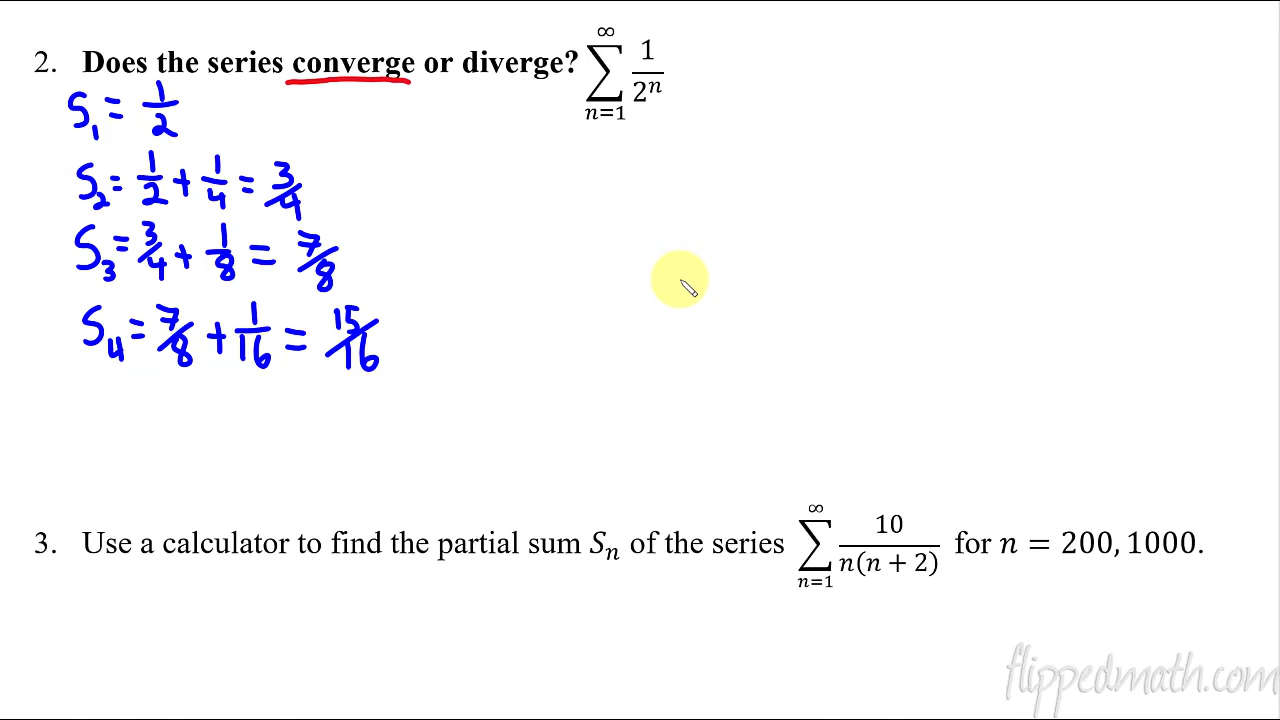 2. Does the series converge or diverge? ∑_{n=1}^{∞} 1/2ⁿ
S₁ = 1/2
S₂ = 1/2 + 1/4 = 3/4
S₃ = 3/4 + 1/8 = 7/8
S₄ = 7/8 + 1/16 = 15/16
3. Use a calculator to find the partial sum Sₙ of the series ∑_{n=1}^{∞} 10/(n(n + 2)) for n = 200, 1000.
flippedmath.com